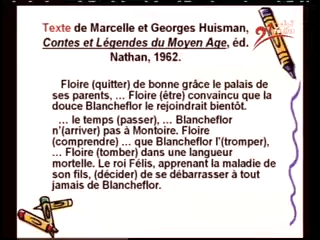 Texte de Marcelle et Georges Huisman,
Contes et Légendes du Moyen Age, éd.
Nathan, 1962.
Floire (quitter) de bonne grâce le palais de
ses parents, … Floire (être) convaincu que la
douce Blancheflor le rejoindrait bientôt.
… le temps (passer), … Blancheflor
n'(arriver) pas à Montoire. Floire
(comprendre) … que Blancheflor l'(tromper),
… Floire (tomber) dans une langueur
mortelle. Le roi Félis, apprenant la maladie de
son fils, (décider) de se débarrasser à tout
jamais de Blancheflor.